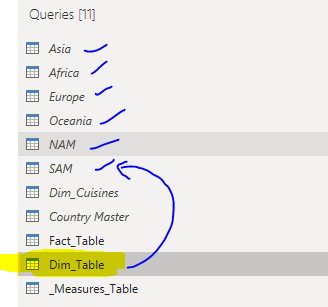 Queries [11]
Asia
Africa
Europe
Oceania
NAM
SAM
Dim_Cuisines
Country Master
Fact_Table
Dim_Table
_Measures_Table